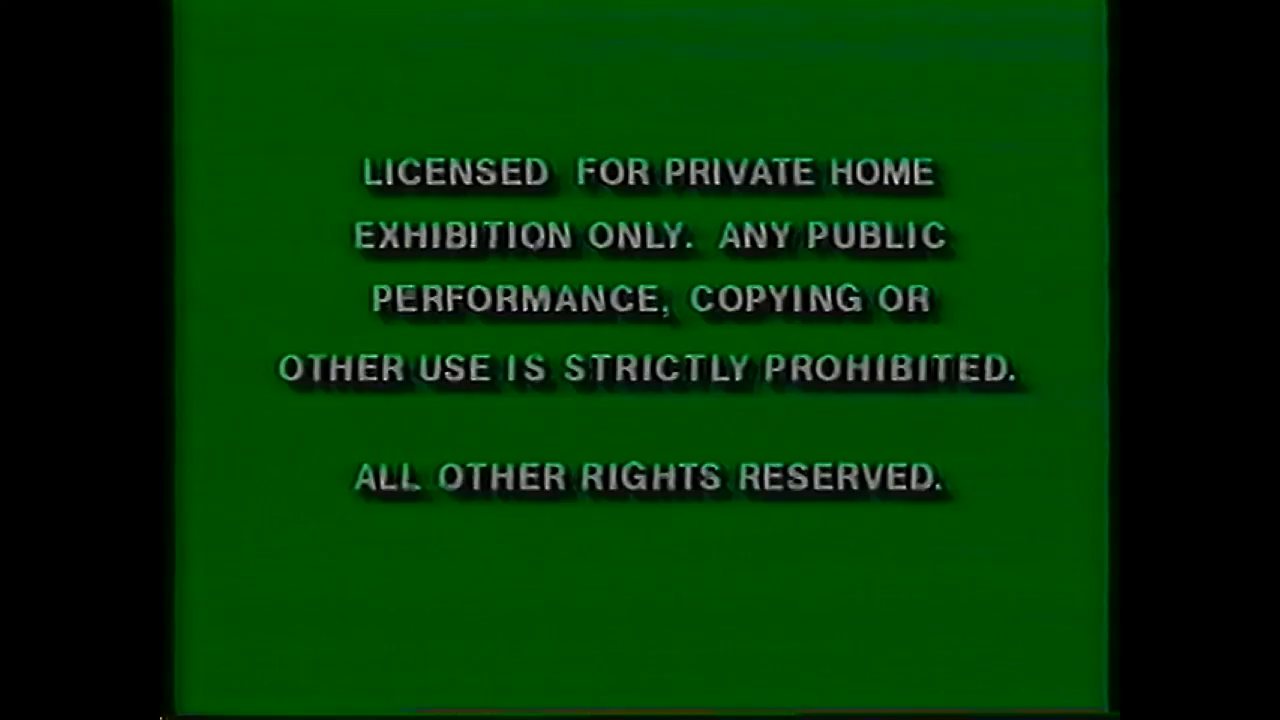 LICENSED FOR PRIVATE HOME
EXHIBITION ONLY. ANY PUBLIC
PERFORMANCE, COPYING OR
OTHER USE IS STRICTLY PROHIBITED.
ALL OTHER RIGHTS RESERVED.